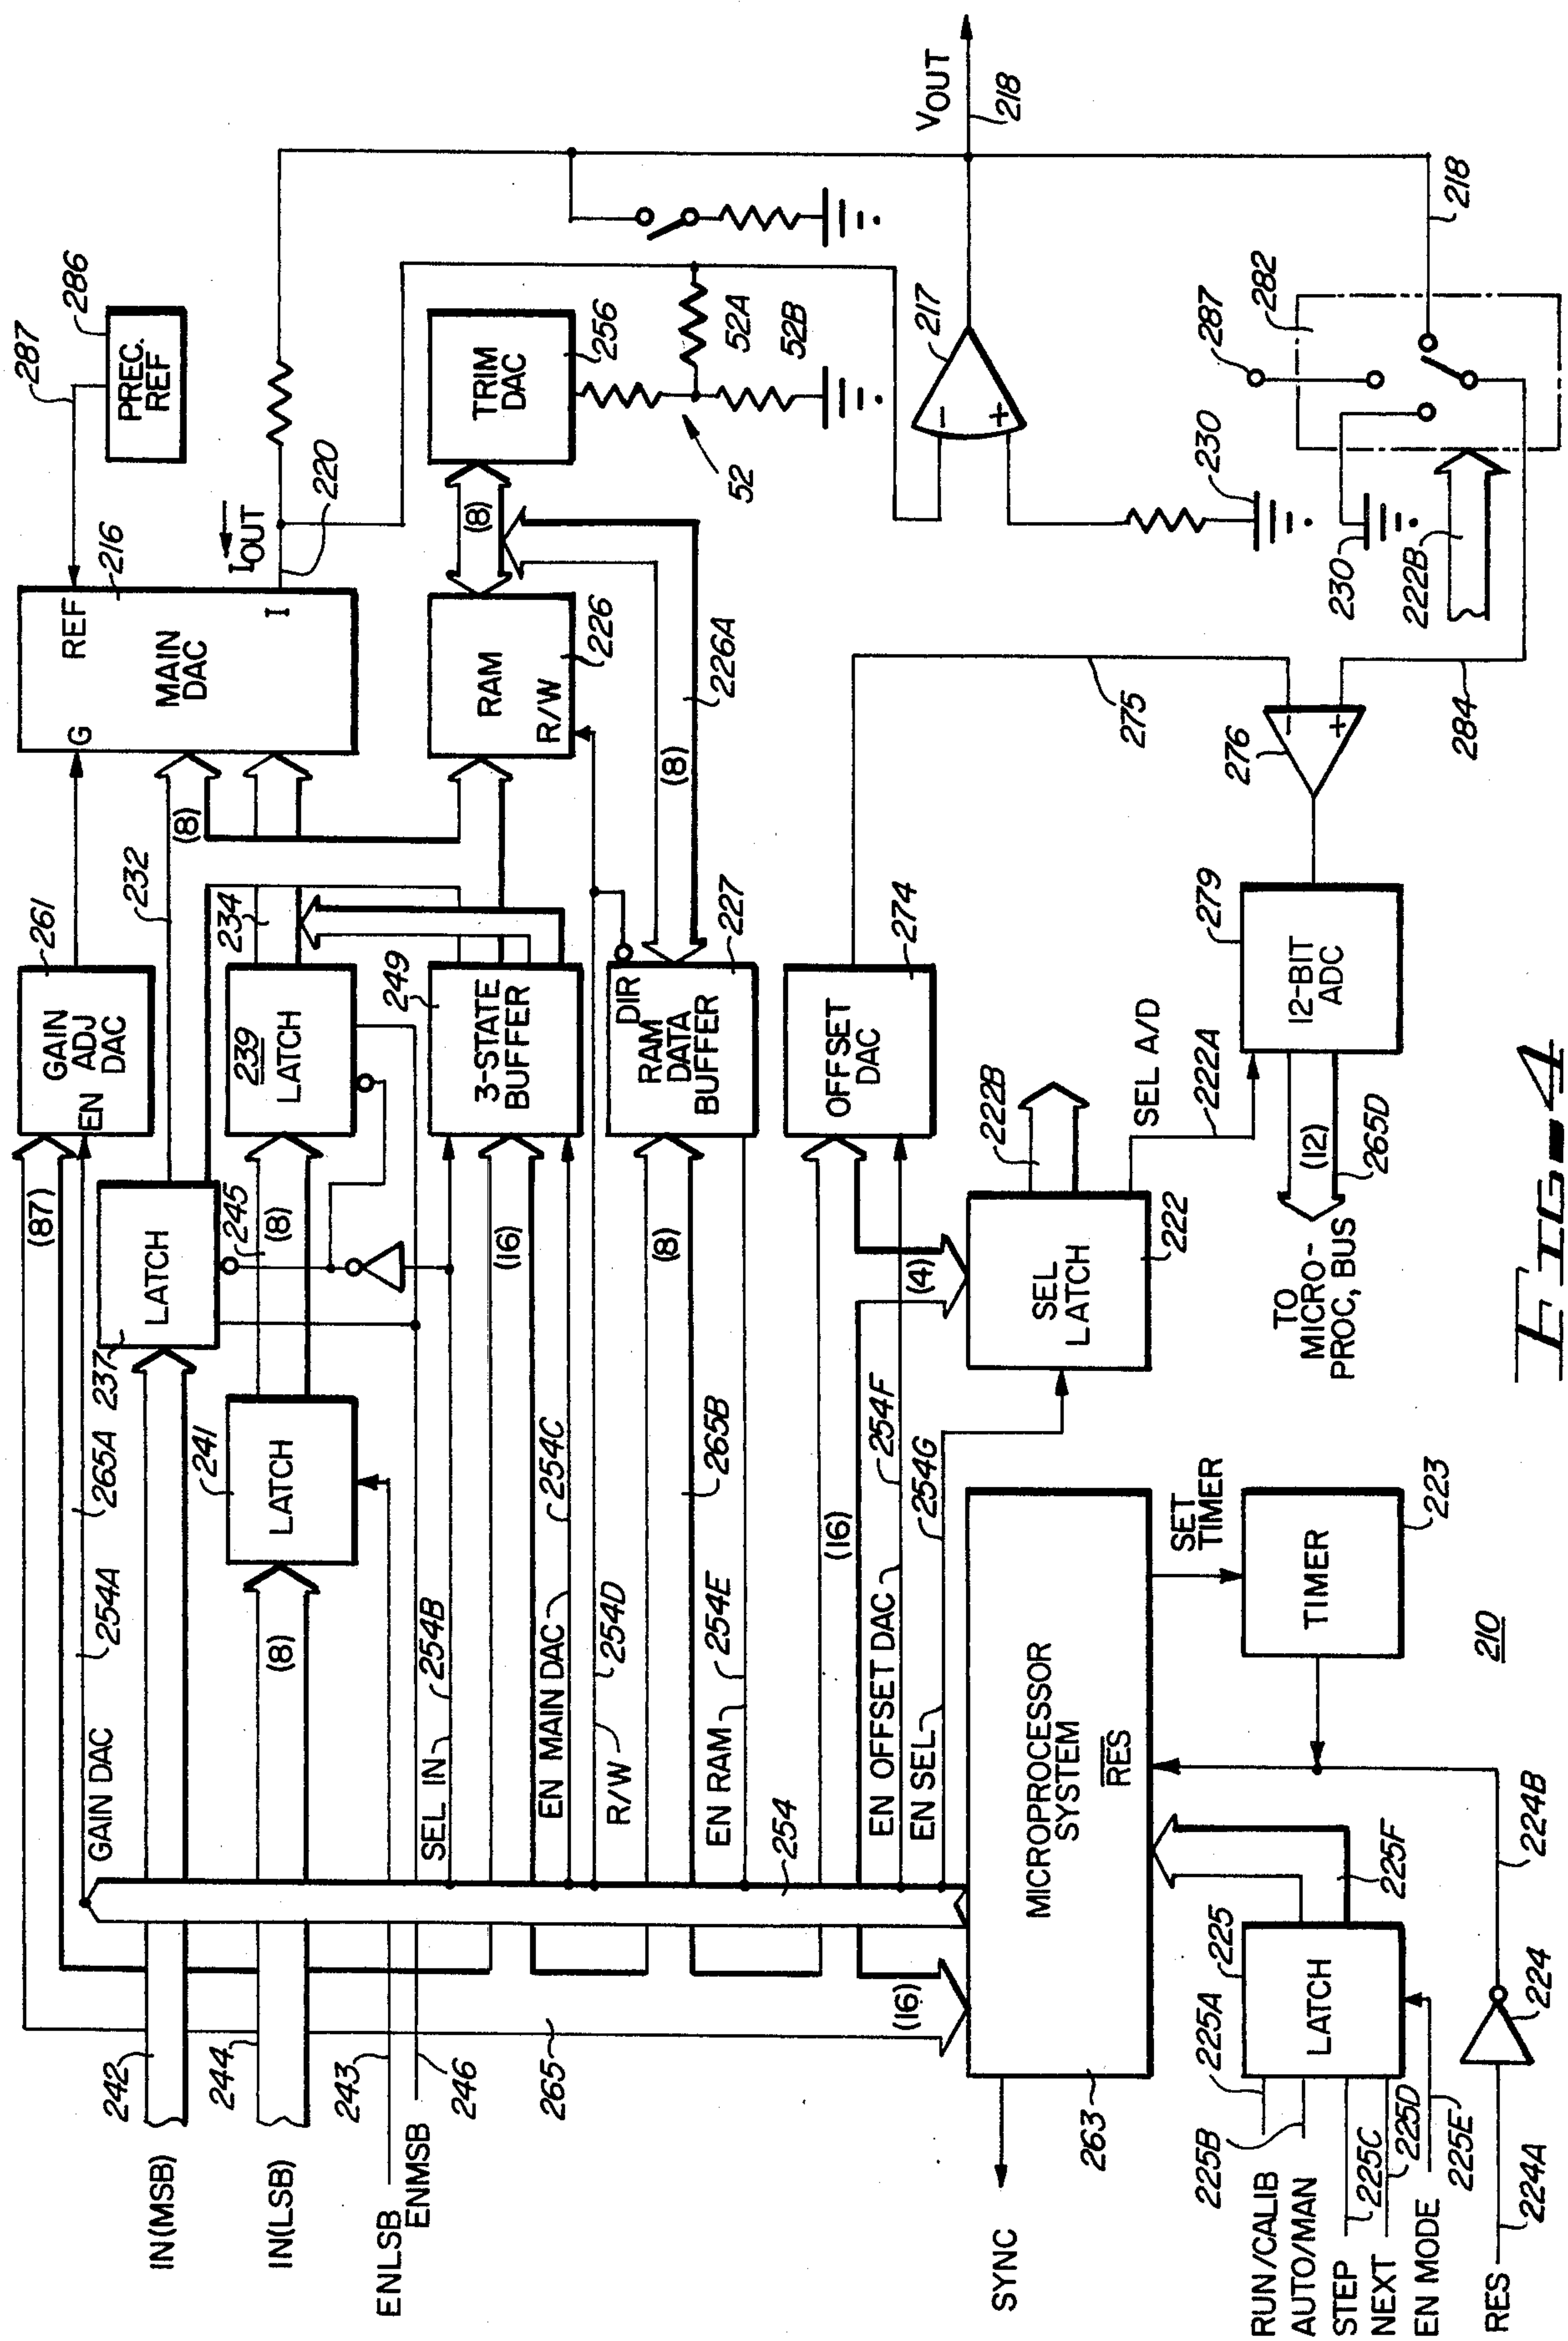 IN(MSB)
242
IN(LSB)
244
ENLSB
243
ENMSB
246
265
GAIN DAC
254A
265A
237
LATCH
(87)
GAIN
ADJ
DAC
EN
261
232
(8)
G
REF
MAIN
DAC
I
216
287
PREC.
REF
286
IOUT
220
(8)
LATCH
241
245
(8)
239
LATCH
234
SEL IN
254B
(16)
3-STATE
BUFFER
249
EN MAIN DAC
254C
R/W
254D
RAM
R/W
226
(8)
TRIM
DAC
256
52
52A
52B
265B
(8)
DIR
RAM
DATA
BUFFER
227
(8)
226A
EN RAM
254E
(16)
OFFSET
DAC
274
EN OFFSET DAC
254F
EN SEL
254G
254
(16)
(4)
SEL
LATCH
222
222B
SEL A/D
222A
275
276
284
217
VOUT
218
230
230
287
282
218
222B
12-BIT
ADC
279
(12)
265D
TO
MICRO-
PROC, BUS
SYNC
263
MICROPROCESSOR
SYSTEM
RES
SET
TIMER
TIMER
223
RUN/CALIB
225A
AUTO/MAN
225B
STEP
225C
NEXT
225D
EN MODE
225E
LATCH
225
225F
RES
224A
224
224B
210
FIG-4